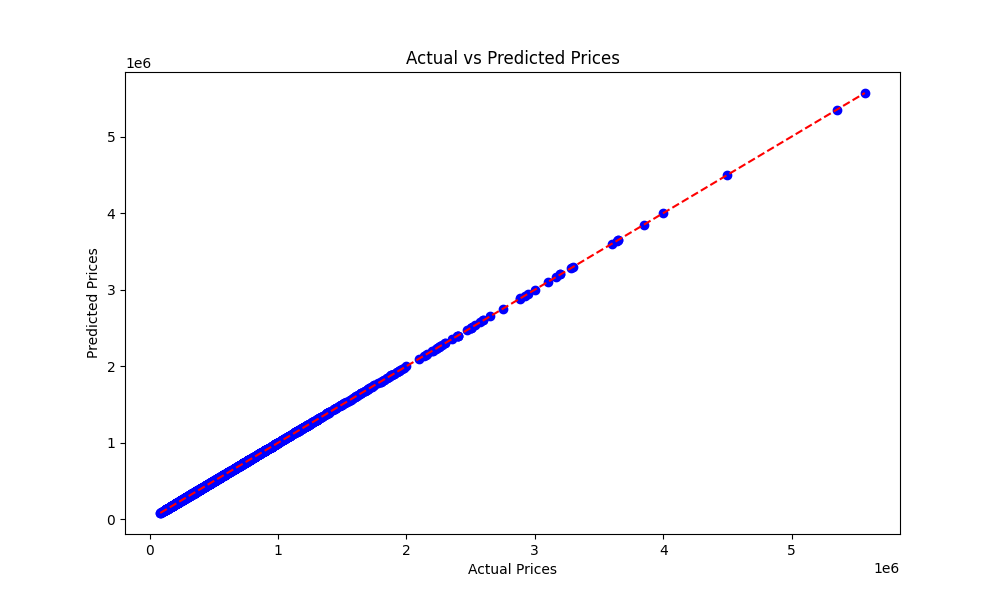 Actual vs Predicted Prices
1e6
5
4
3
2
1
0
Predicted Prices
0 1 2 3 4 5
1e6
Actual Prices